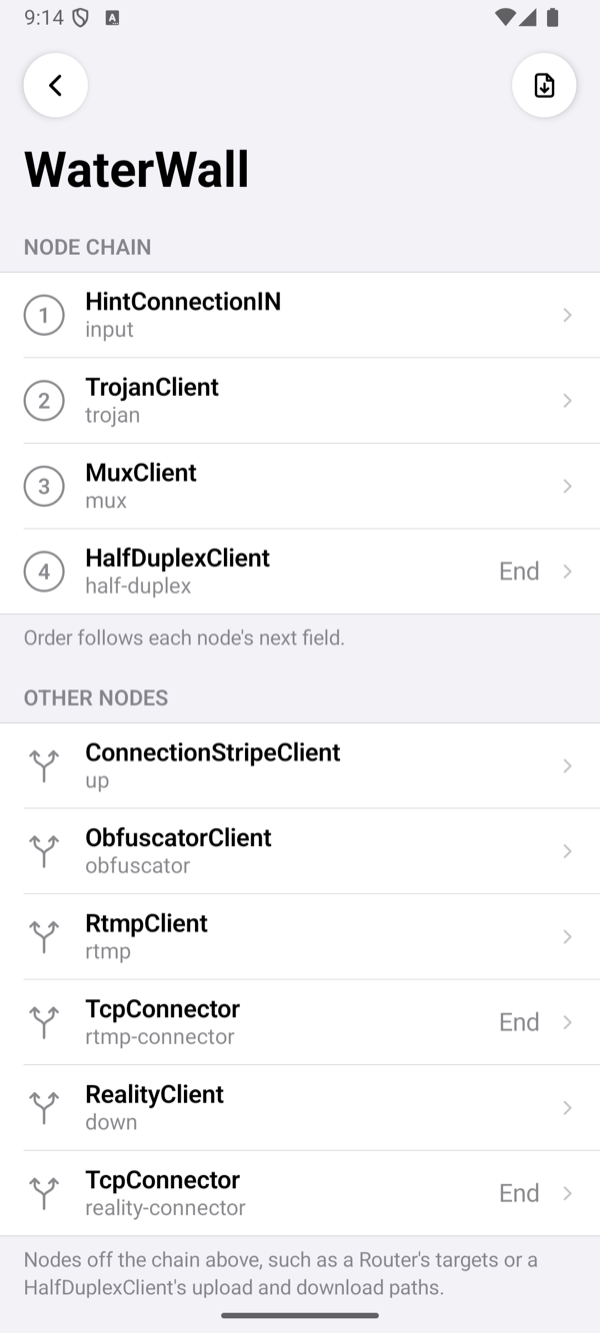 9:14
A
WaterWall
NODE CHAIN
1
HintConnectionIN
input
2
TrojanClient
trojan
3
MuxClient
mux
4
HalfDuplexClient
half-duplex
End
Order follows each node's next field.
OTHER NODES
ConnectionStripeClient
up
ObfuscatorClient
obfuscator
RtmpClient
rtmp
TcpConnector
rtmp-connector
End
RealityClient
down
TcpConnector
reality-connector
End
Nodes off the chain above, such as a Router's targets or a
HalfDuplexClient's upload and download paths.